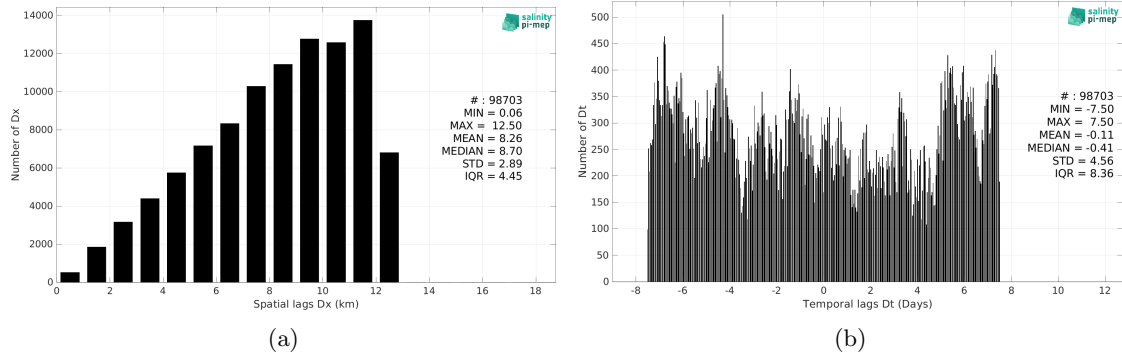 14000
12000
10000
8000
6000
4000
2000
0
Number of Dx
0 2 4 6 8 10 12 14 16 18
Spatial lags Dx (km)
salinity
pi-mep
# : 98703
MIN = 0.06
MAX = 12.50
MEAN = 8.26
MEDIAN = 8.70
STD = 2.89
IQR = 4.45
(a)
500
450
400
350
300
250
200
150
100
50
0
Number of Dt
-8 -6 -4 -2 0 2 4 6 8 10 12
Temporal lags Dt (Days)
salinity
pi-mep
# : 98703
MIN = -7.50
MAX = 7.50
MEAN = -0.11
MEDIAN = -0.41
STD = 4.56
IQR = 8.36
(b)